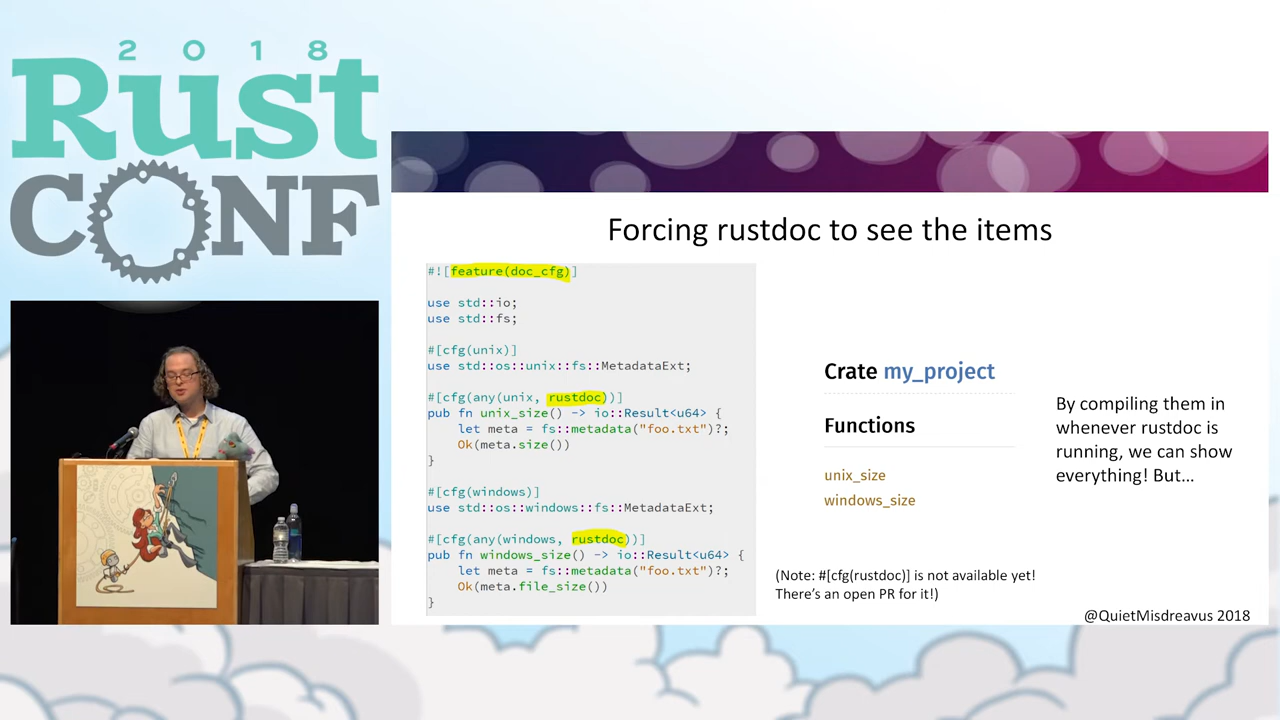 2018
Rust
CONF
Forcing rustdoc to see the items
#![feature(doc_cfg)]
use std::io;
use std::fs;
#[cfg(unix)]
use std::os::unix::fs::MetadataExt;
#[cfg(any(unix, rustdoc))]
pub fn unix_size() -> io::Result<u64> {
    let meta = fs::metadata("foo.txt")?;
    Ok(meta.size())
}
#[cfg(windows)]
use std::os::windows::fs::MetadataExt;
#[cfg(any(windows, rustdoc))]
pub fn windows_size() -> io::Result<u64> {
    let meta = fs::metadata("foo.txt")?;
    Ok(meta.file_size())
}
Crate my_project
Functions
unix_size
windows_size
By compiling them in
whenever rustdoc is
running, we can show
everything! But…
(Note: #[cfg(rustdoc)] is not available yet!
There’s an open PR for it!)
@QuietMisdreavus 2018